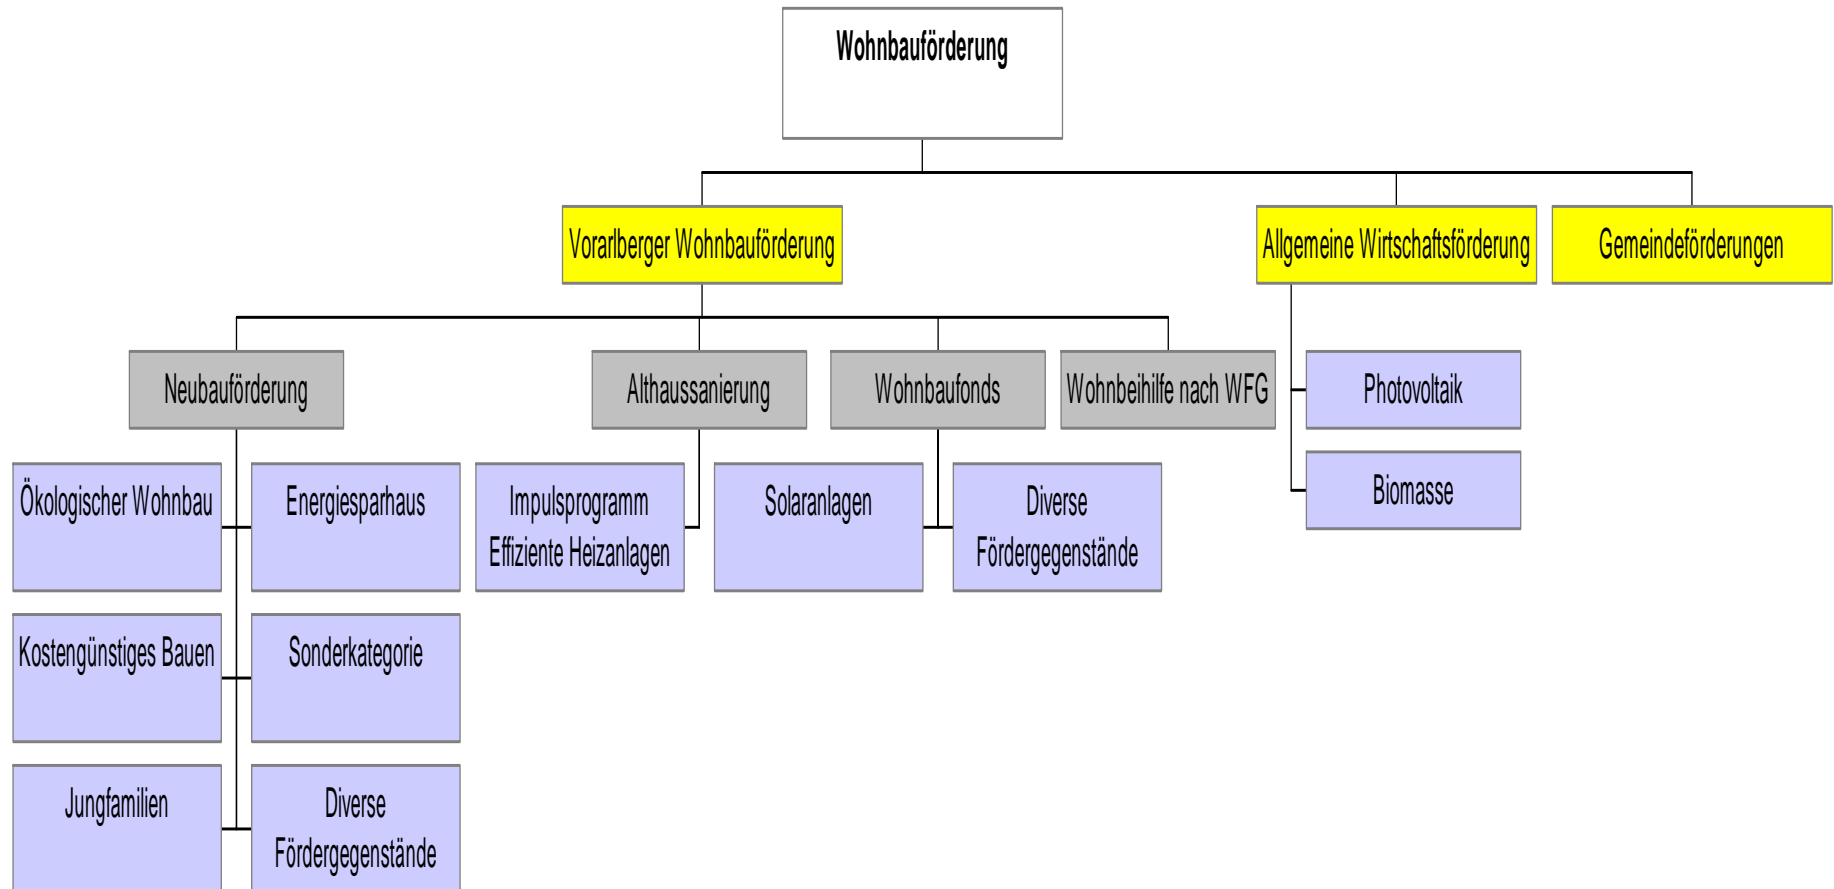 Wohnbauförderung
Vorarlberger Wohnbauförderung
Allgemeine Wirtschaftsförderung
Gemeindeförderungen
Neubauförderung
Althaussanierung
Wohnbaufonds
Wohnbeihilfe nach WFG
Photovoltaik
Ökologischer Wohnbau
Energiesparhaus
Impulsprogramm
Effiziente Heizanlagen
Solaranlagen
Diverse
Fördergegenstände
Biomasse
Kostengünstiges Bauen
Sonderkategorie
Jungfamilien
Diverse
Fördergegenstände